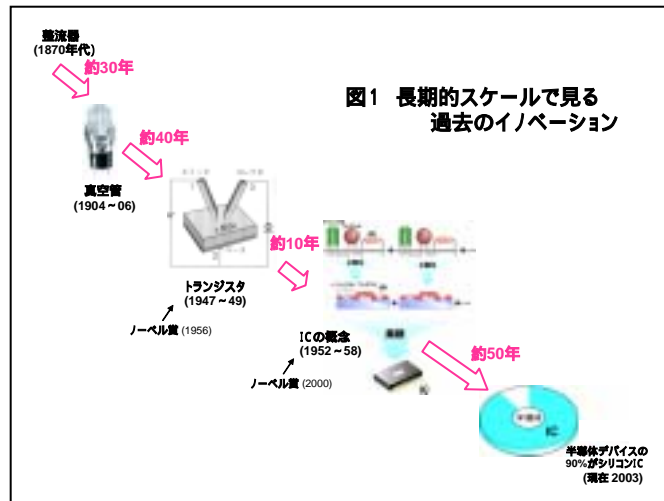 整流器
(1870年代)
約30年
図1 長期的スケールで見る
過去のイノベーション
約40年
真空管
(1904～06)
約10年
トランジスタ
(1947～49)
ノーベル賞 (1956)
ICの概念
(1952～58)
ノーベル賞 (2000)
約50年
IC
半導体デバイスの
90%がシリコンIC
(現在 2003)